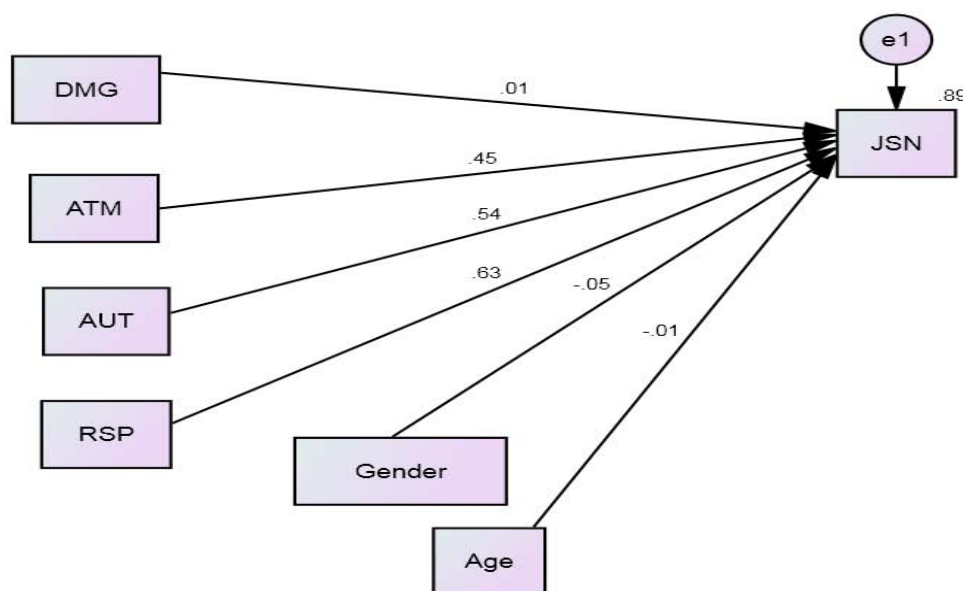 e1
.89
DMG
.01
JSN
.45
ATM
.54
AUT
.63
-.05
-.01
RSP
Gender
Age